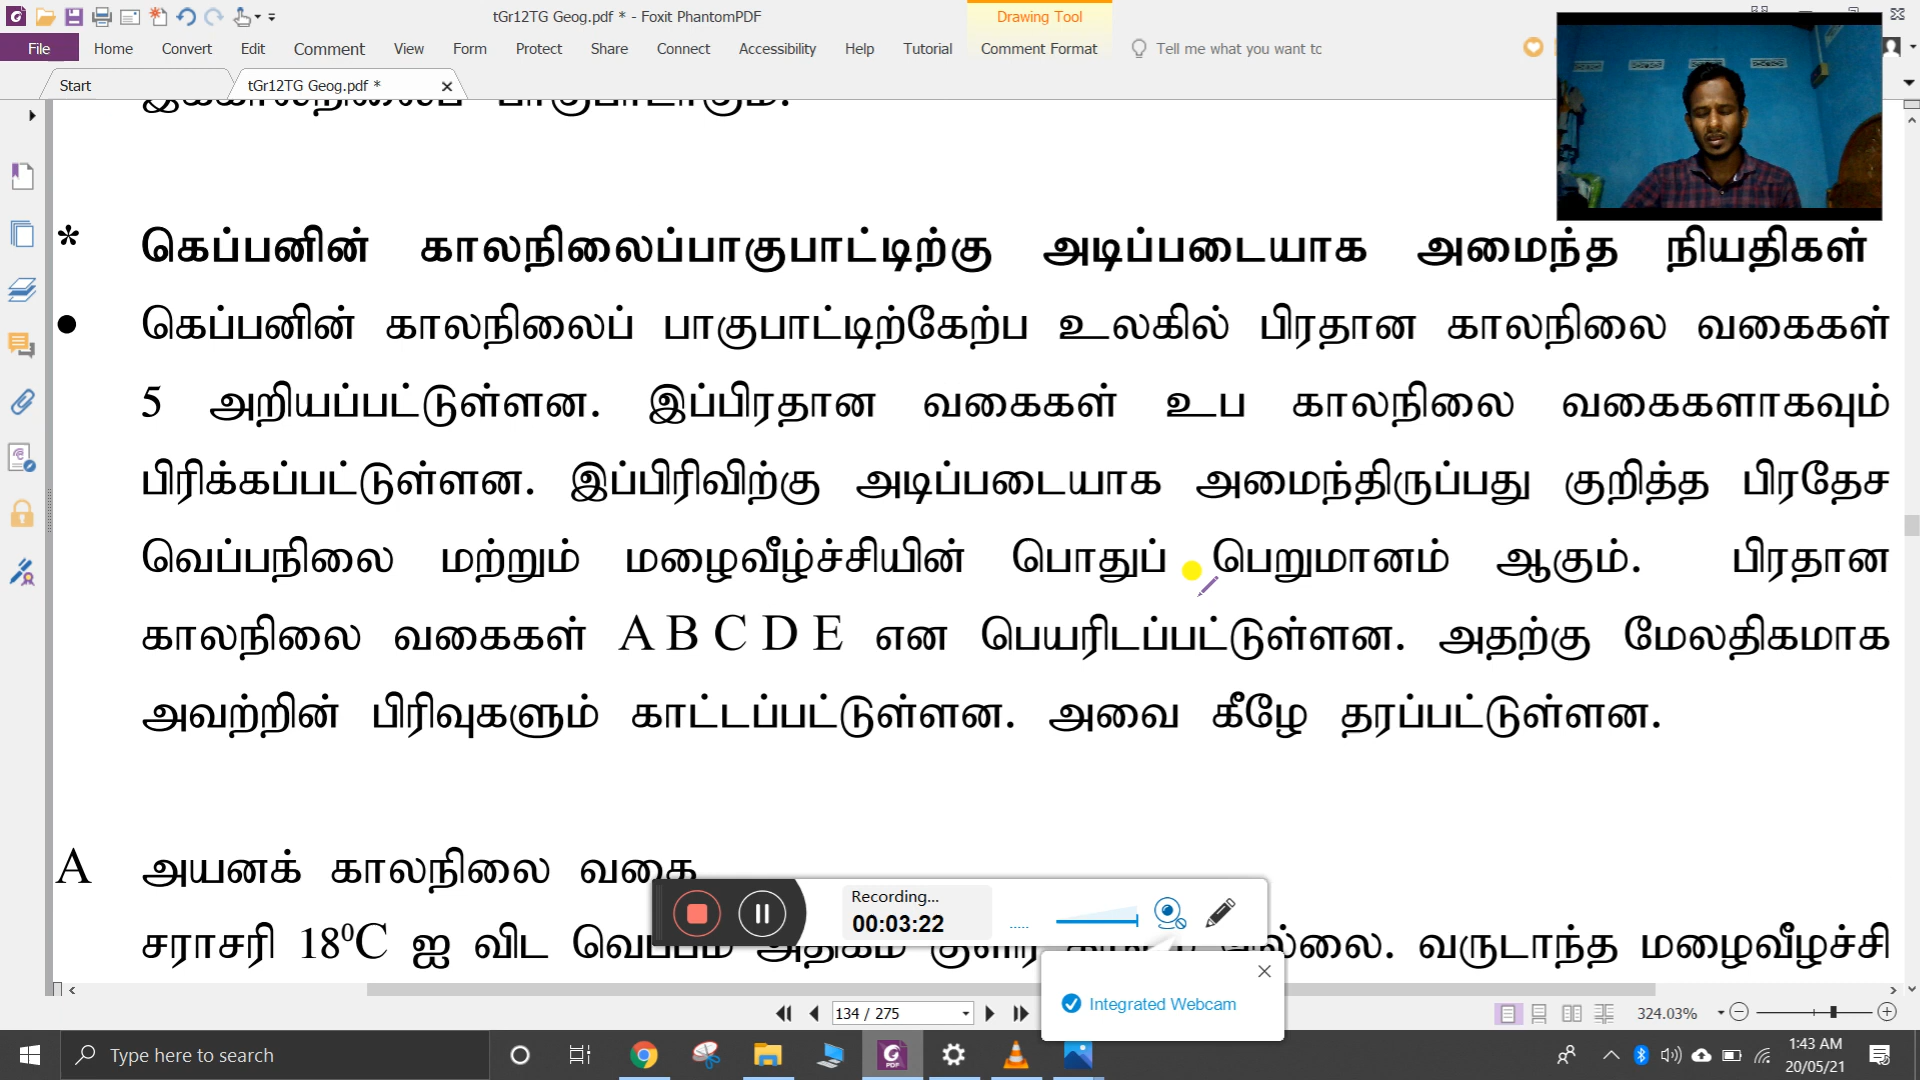 tGr12TG Geog.pdf * - Foxit PhantomPDF
Drawing Tool
File Home Convert Edit Comment View Form Protect Share Connect Accessibility Help Tutorial Comment Format Tell me what you want tc
Start tGr12TG Geog.pdf *
இக்காலநிலைப் பாகுபாடாகும்.
* கெப்பனின் காலநிலைப்பாகுபாட்டிற்கு அடிப்படையாக அமைந்த நியதிகள்
● கெப்பனின் காலநிலைப் பாகுபாட்டிற்கேற்ப உலகில் பிரதான காலநிலை வகைகள்
5 அறியப்பட்டுள்ளன. இப்பிரதான வகைகள் உப காலநிலை வகைகளாகவும்
பிரிக்கப்பட்டுள்ளன. இப்பிரிவிற்கு அடிப்படையாக அமைந்திருப்பது குறித்த பிரதேச
வெப்பநிலை மற்றும் மழைவீழ்ச்சியின் பொதுப் பெறுமானம் ஆகும். பிரதான
காலநிலை வகைகள் A B C D E என பெயரிடப்பட்டுள்ளன. அதற்கு மேலதிகமாக
அவற்றின் பிரிவுகளும் காட்டப்பட்டுள்ளன. அவை கீழே தரப்பட்டுள்ளன.
A அயனக் காலநிலை வகை
சராசரி 18⁰C ஐ விட வெப்பம் அதிகம் வருடாந்த மழைவீழச்சி
Recording...
00:03:22
Integrated Webcam
134 / 275
324.03%
Type here to search
1:43 AM
20/05/21